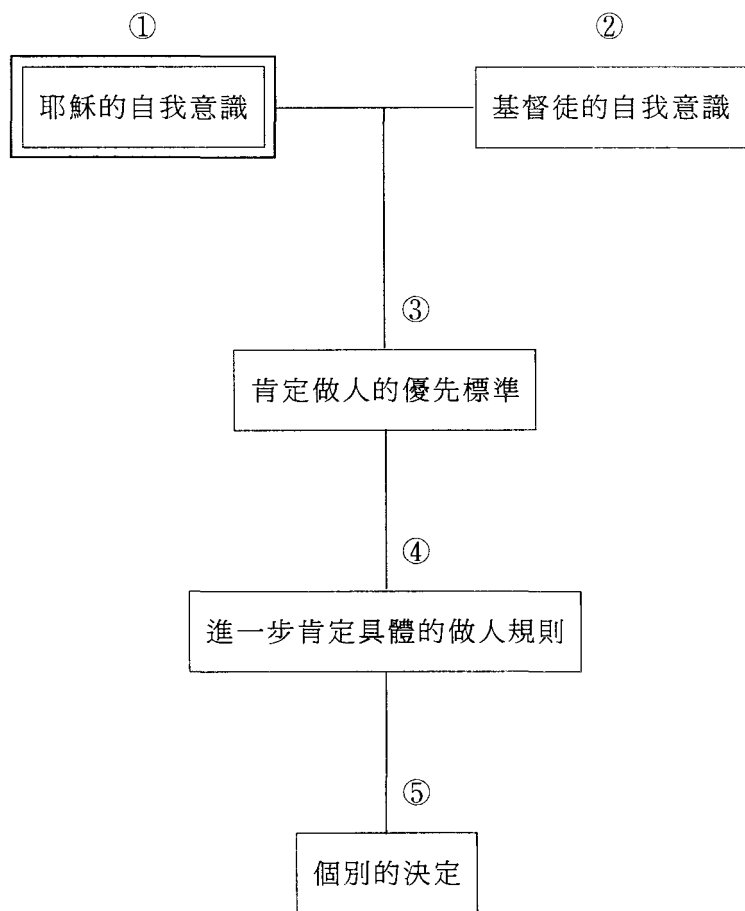 ①
②
耶穌的自我意識
基督徒的自我意識
③
肯定做人的優先標準
④
進一步肯定具體的做人規則
⑤
個別的決定